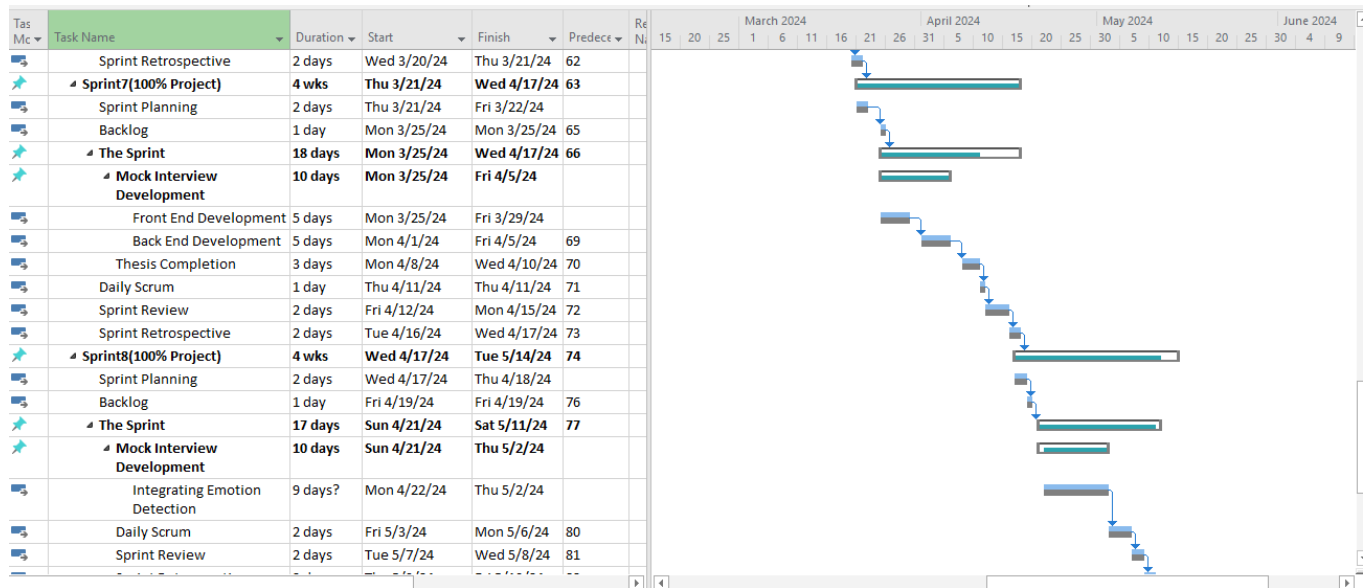 Tas Mc Task Name Duration Start Finish Predece Re Na
March 2024 April 2024 May 2024 June 2024
15 20 25 1 6 11 16 21 26 31 5 10 15 20 25 30 5 10 15 20 25 30 4 9
Sprint Retrospective 2 days Wed 3/20/24 Thu 3/21/24 62
Sprint7(100% Project) 4 wks Thu 3/21/24 Wed 4/17/24 63
Sprint Planning 2 days Thu 3/21/24 Fri 3/22/24
Backlog 1 day Mon 3/25/24 Mon 3/25/24 65
The Sprint 18 days Mon 3/25/24 Wed 4/17/24 66
Mock Interview 10 days Mon 3/25/24 Fri 4/5/24
Development
Front End Development 5 days Mon 3/25/24 Fri 3/29/24
Back End Development 5 days Mon 4/1/24 Fri 4/5/24 69
Thesis Completion 3 days Mon 4/8/24 Wed 4/10/24 70
Daily Scrum 1 day Thu 4/11/24 Thu 4/11/24 71
Sprint Review 2 days Fri 4/12/24 Mon 4/15/24 72
Sprint Retrospective 2 days Tue 4/16/24 Wed 4/17/24 73
Sprint8(100% Project) 4 wks Wed 4/17/24 Tue 5/14/24 74
Sprint Planning 2 days Wed 4/17/24 Thu 4/18/24
Backlog 1 day Fri 4/19/24 Fri 4/19/24 76
The Sprint 17 days Sun 4/21/24 Sat 5/11/24 77
Mock Interview 10 days Sun 4/21/24 Thu 5/2/24
Development
Integrating Emotion 9 days? Mon 4/22/24 Thu 5/2/24
Detection
Daily Scrum 2 days Fri 5/3/24 Mon 5/6/24 80
Sprint Review 2 days Tue 5/7/24 Wed 5/8/24 81